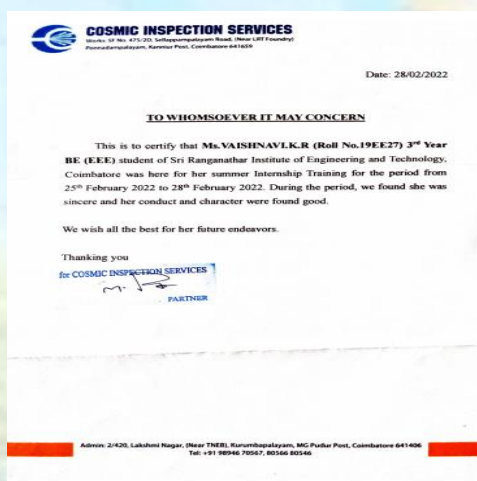 COSMIC INSPECTION SERVICES
Works: SF No. 475/2D, Sellappampalayam Road, (Near LRT Foundry)
Ponnadampalayam, Kaniyur Post, Coimbatore 641659
Date: 28/02/2022
TO WHOMSOEVER IT MAY CONCERN
This is to certify that Ms.VAISHNAVI.K.R (Roll No.19EE27) 3rd Year
BE (EEE) student of Sri Ranganathar Institute of Engineering and Technology,
Coimbatore was here for her summer Internship Training for the period from
25th February 2022 to 28th February 2022. During the period, we found she was
sincere and her conduct and character were found good.
We wish all the best for her future endeavors.
Thanking you
for COSMIC INSPECTION SERVICES
PARTNER
Admin: 2/420, Lakshmi Nagar, (Near TNEB), Kurumbapalayam, MG Pudur Post, Coimbatore 641406
Tel: +91 98946 70567, 80566 80546